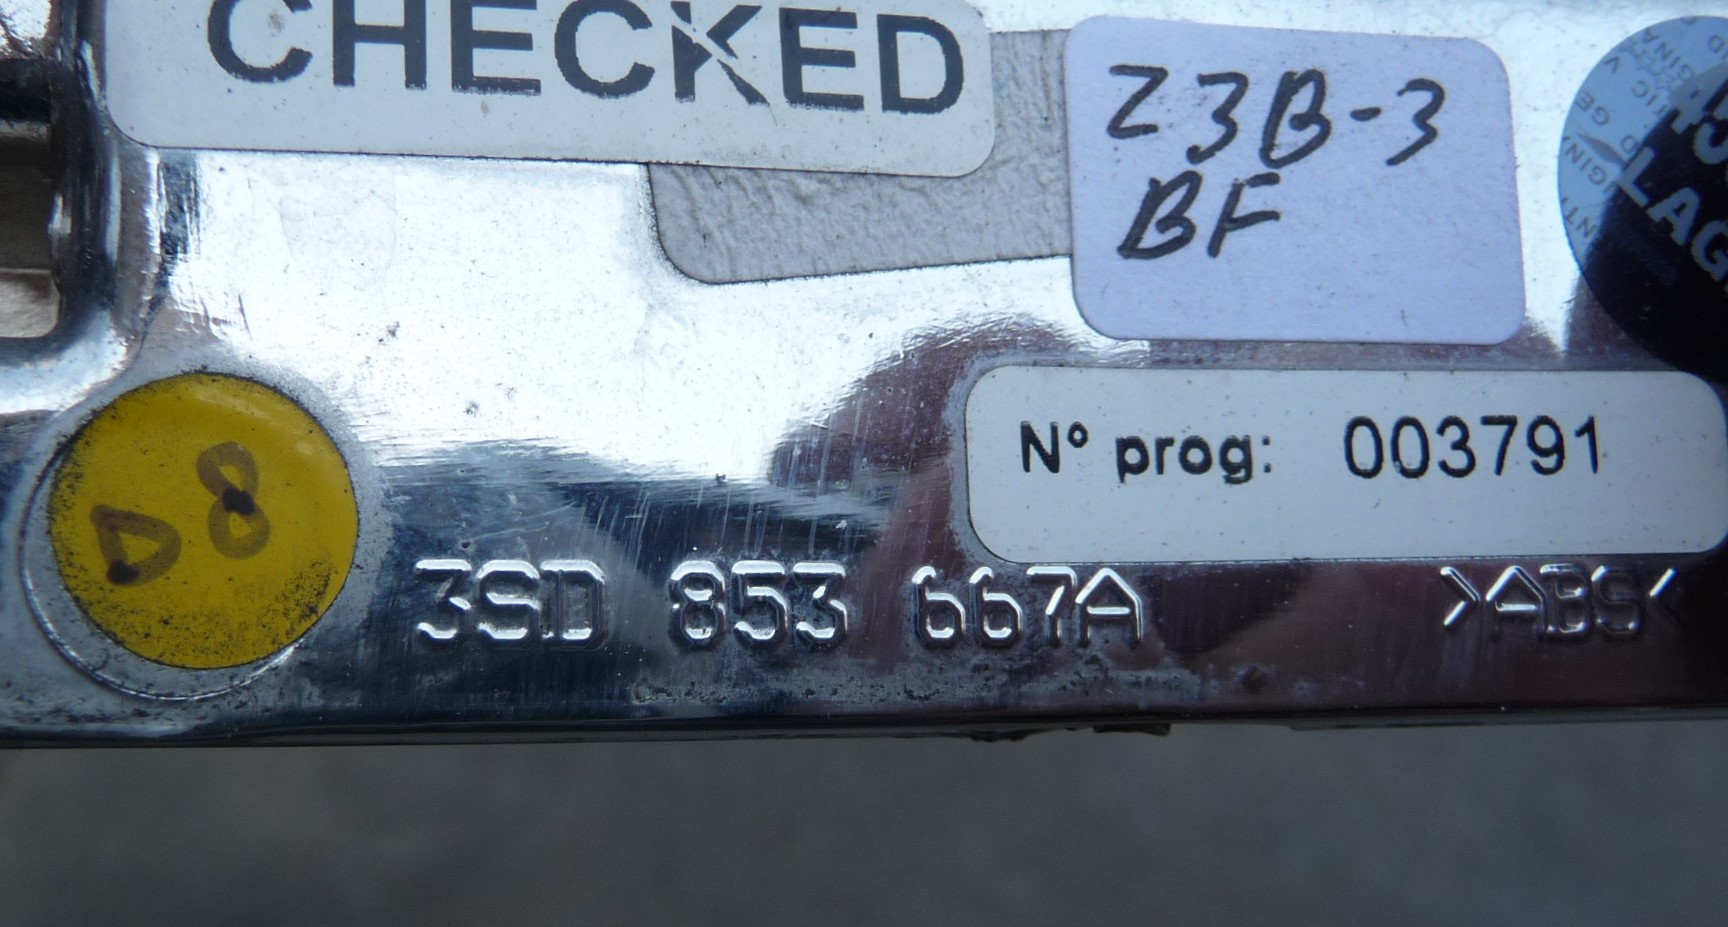 CHECKED
Z3B-3
BF
N° prog: 003791
D8
3SD 853 667A
>ABS<